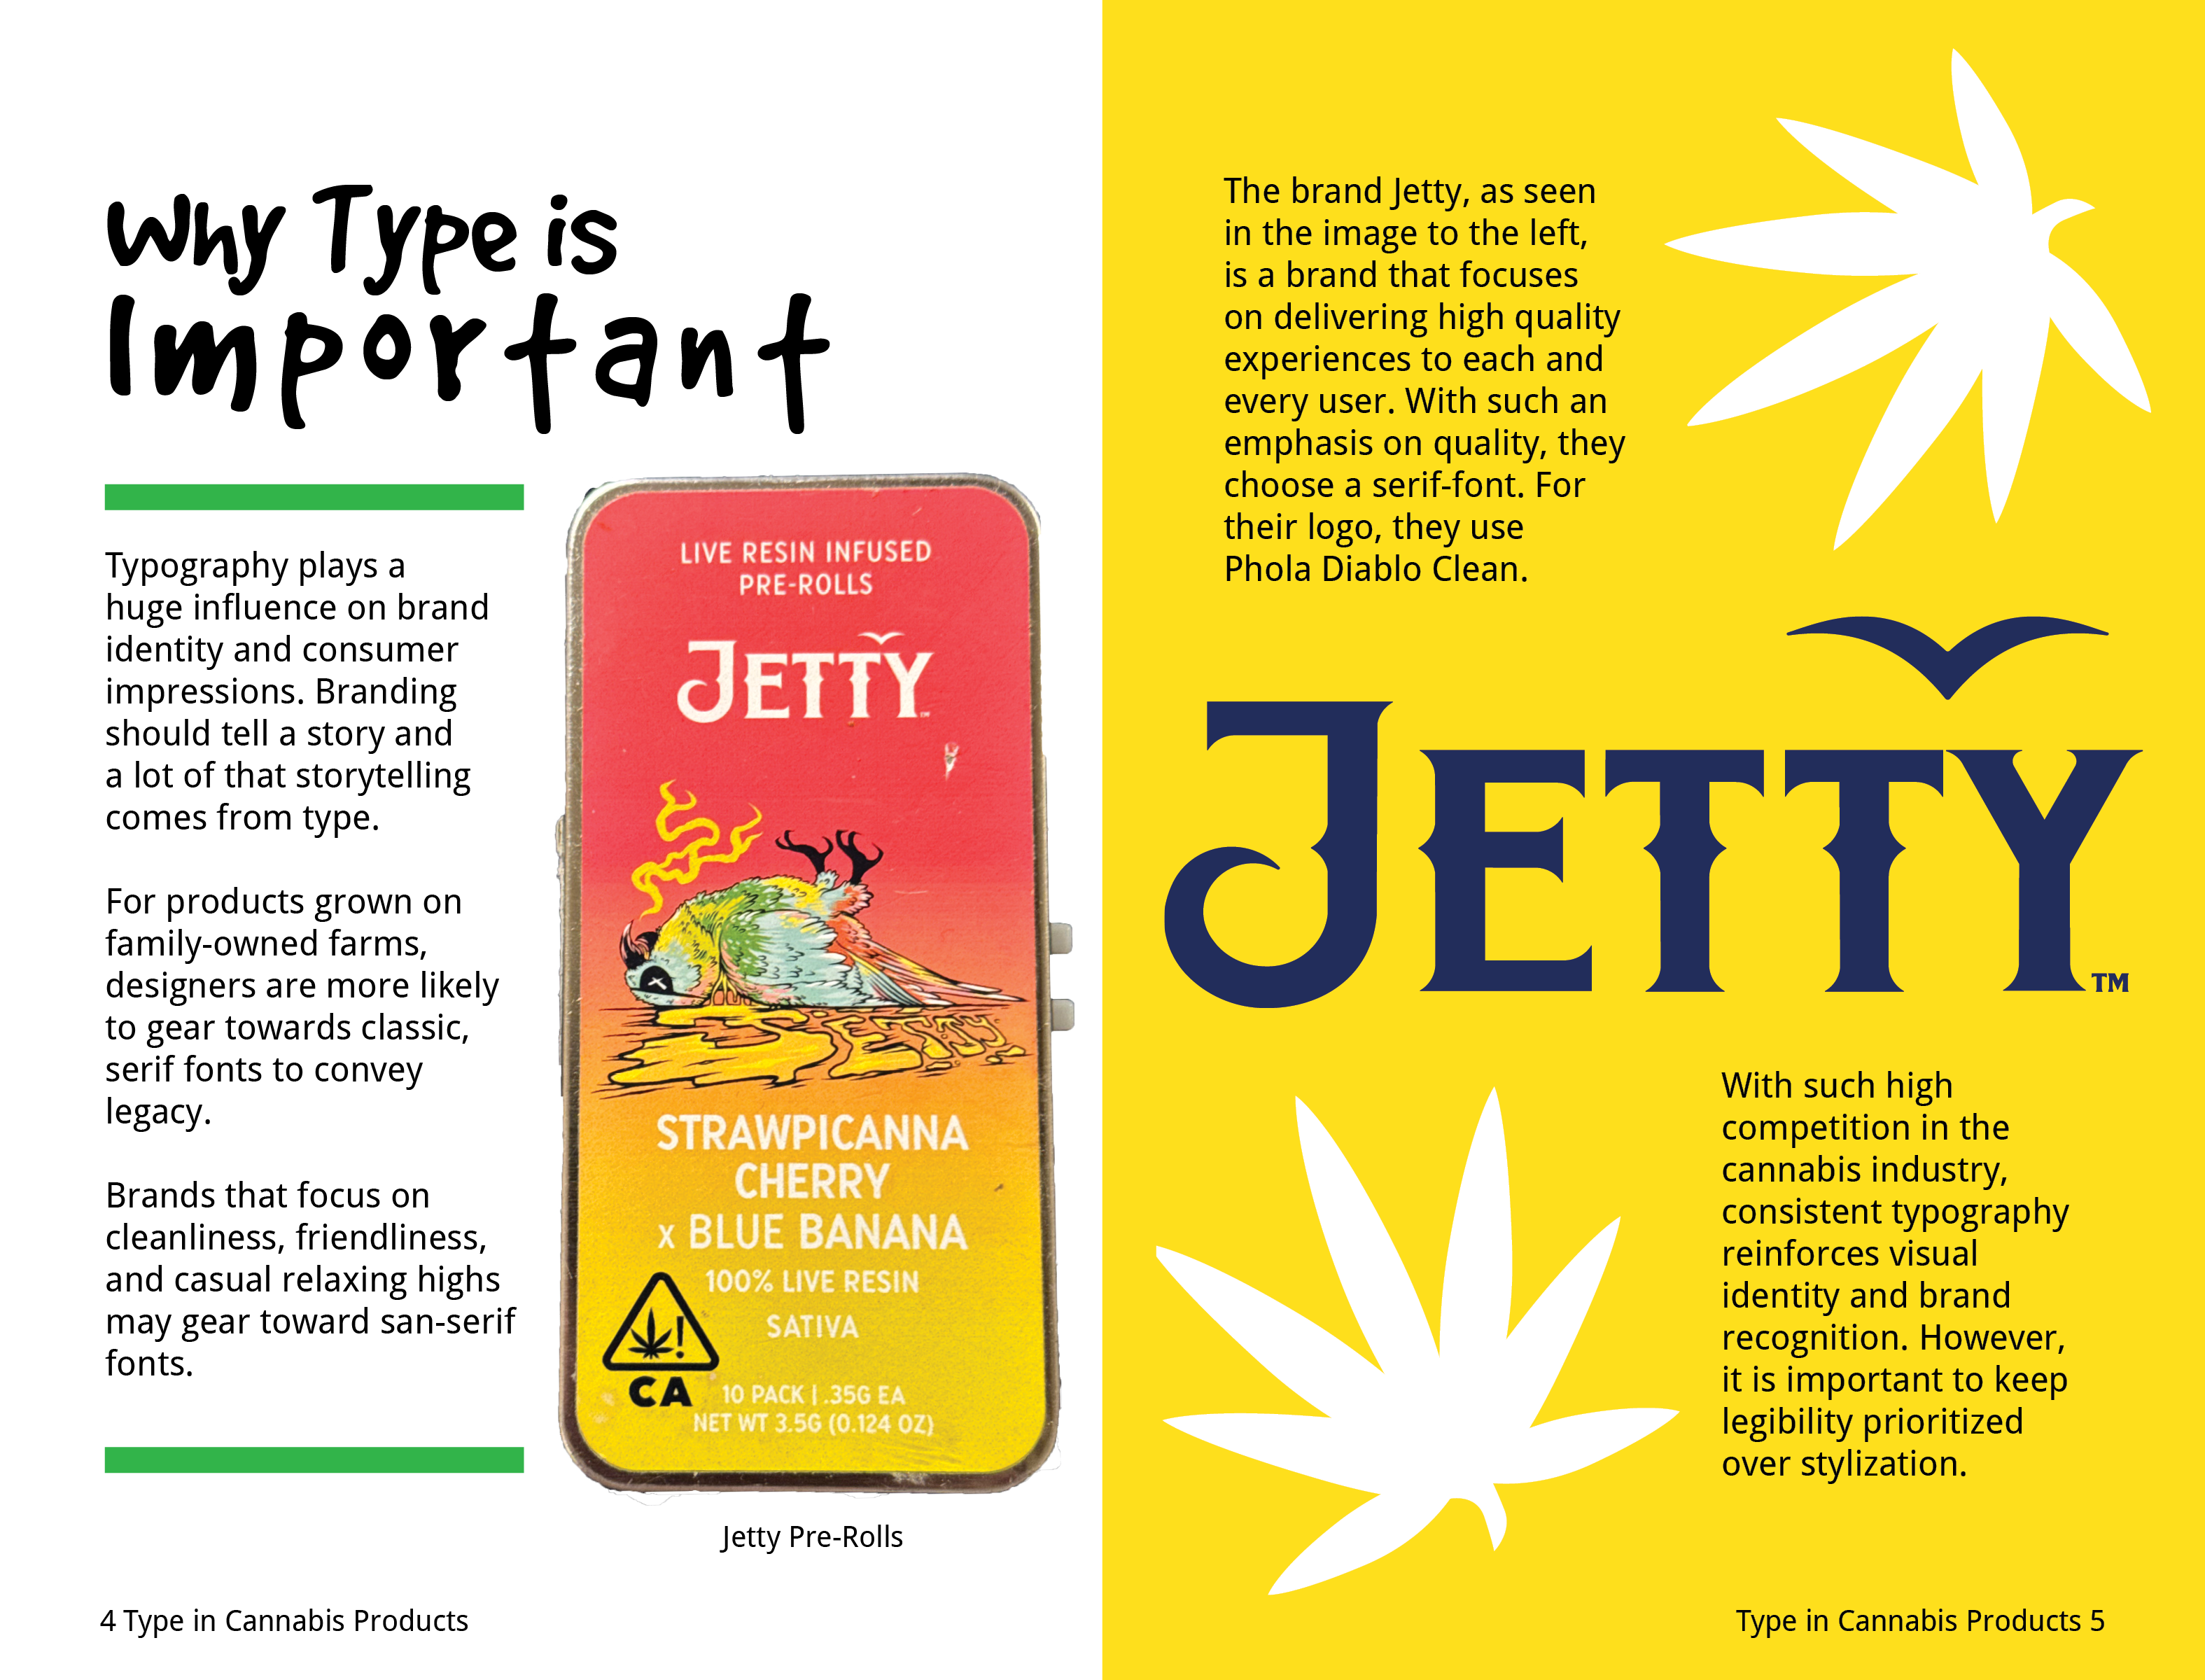 Why Type is
Important
Typography plays a
huge influence on brand
identity and consumer
impressions. Branding
should tell a story and
a lot of that storytelling
comes from type.
For products grown on
family-owned farms,
designers are more likely
to gear towards classic,
serif fonts to convey
legacy.
Brands that focus on
cleanliness, friendliness,
and casual relaxing highs
may gear toward san-serif
fonts.
LIVE RESIN INFUSED
PRE-ROLLS
JETTY
JETTY
STRAWPICANNA
CHERRY
x BLUE BANANA
100% LIVE RESIN
SATIVA
!
CA
10 PACK | .35G EA
NET WT 3.5G (0.124 OZ)
Jetty Pre-Rolls
4 Type in Cannabis Products
The brand Jetty, as seen
in the image to the left,
is a brand that focuses
on delivering high quality
experiences to each and
every user. With such an
emphasis on quality, they
choose a serif-font. For
their logo, they use
Phola Diablo Clean.
JETTY™
With such high
competition in the
cannabis industry,
consistent typography
reinforces visual
identity and brand
recognition. However,
it is important to keep
legibility prioritized
over stylization.
Type in Cannabis Products 5